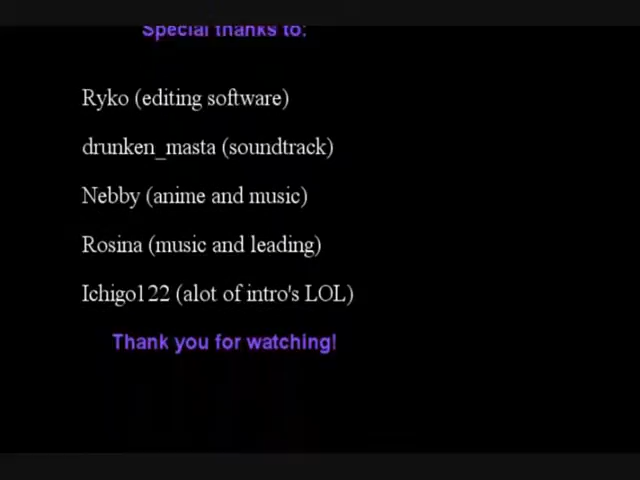 Special thanks to:
Ryko (editing software)
drunken_masta (soundtrack)
Nebby (anime and music)
Rosina (music and leading)
Ichigo122 (alot of intro's LOL)
Thank you for watching!